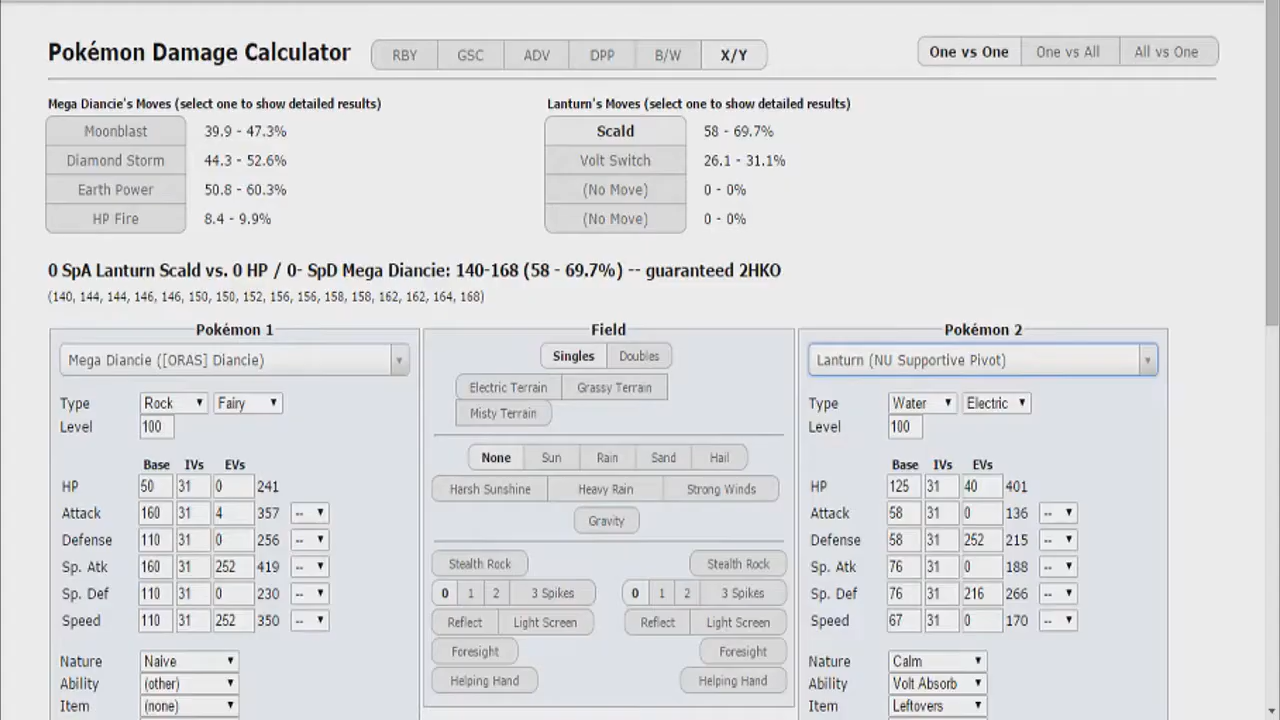 Pokémon Damage Calculator RBY GSC ADV DPP B/W X/Y One vs One One vs All All vs One
Mega Diancie's Moves (select one to show detailed results) Lanturn's Moves (select one to show detailed results)
Moonblast 39.9 - 47.3% Scald 58 - 69.7%
Diamond Storm 44.3 - 52.6% Volt Switch 26.1 - 31.1%
Earth Power 50.8 - 60.3% (No Move) 0 - 0%
HP Fire 8.4 - 9.9% (No Move) 0 - 0%
0 SpA Lanturn Scald vs. 0 HP / 0- SpD Mega Diancie: 140-168 (58 - 69.7%) -- guaranteed 2HKO
(140, 144, 144, 146, 146, 150, 150, 152, 156, 156, 158, 158, 162, 162, 164, 168)
Pokémon 1
Mega Diancie ([ORAS] Diancie)
Type Rock Fairy
Level 100
Base IVs EVs
HP 50 31 0 241
Attack 160 31 4 357 --
Defense 110 31 0 256 --
Sp. Atk 160 31 252 419 --
Sp. Def 110 31 0 230 --
Speed 110 31 252 350 --
Nature Naive
Ability (other)
Item (none)
Field
Singles Doubles
Electric Terrain Grassy Terrain
Misty Terrain
None Sun Rain Sand Hail
Harsh Sunshine Heavy Rain Strong Winds
Gravity
Stealth Rock Stealth Rock
0 1 2 3 Spikes 0 1 2 3 Spikes
Reflect Light Screen Reflect Light Screen
Foresight Foresight
Helping Hand Helping Hand
Pokémon 2
Lanturn (NU Supportive Pivot)
Type Water Electric
Level 100
Base IVs EVs
HP 125 31 40 401
Attack 58 31 0 136 --
Defense 58 31 252 215 --
Sp. Atk 76 31 0 188 --
Sp. Def 76 31 216 266 --
Speed 67 31 0 170 --
Nature Calm
Ability Volt Absorb
Item Leftovers